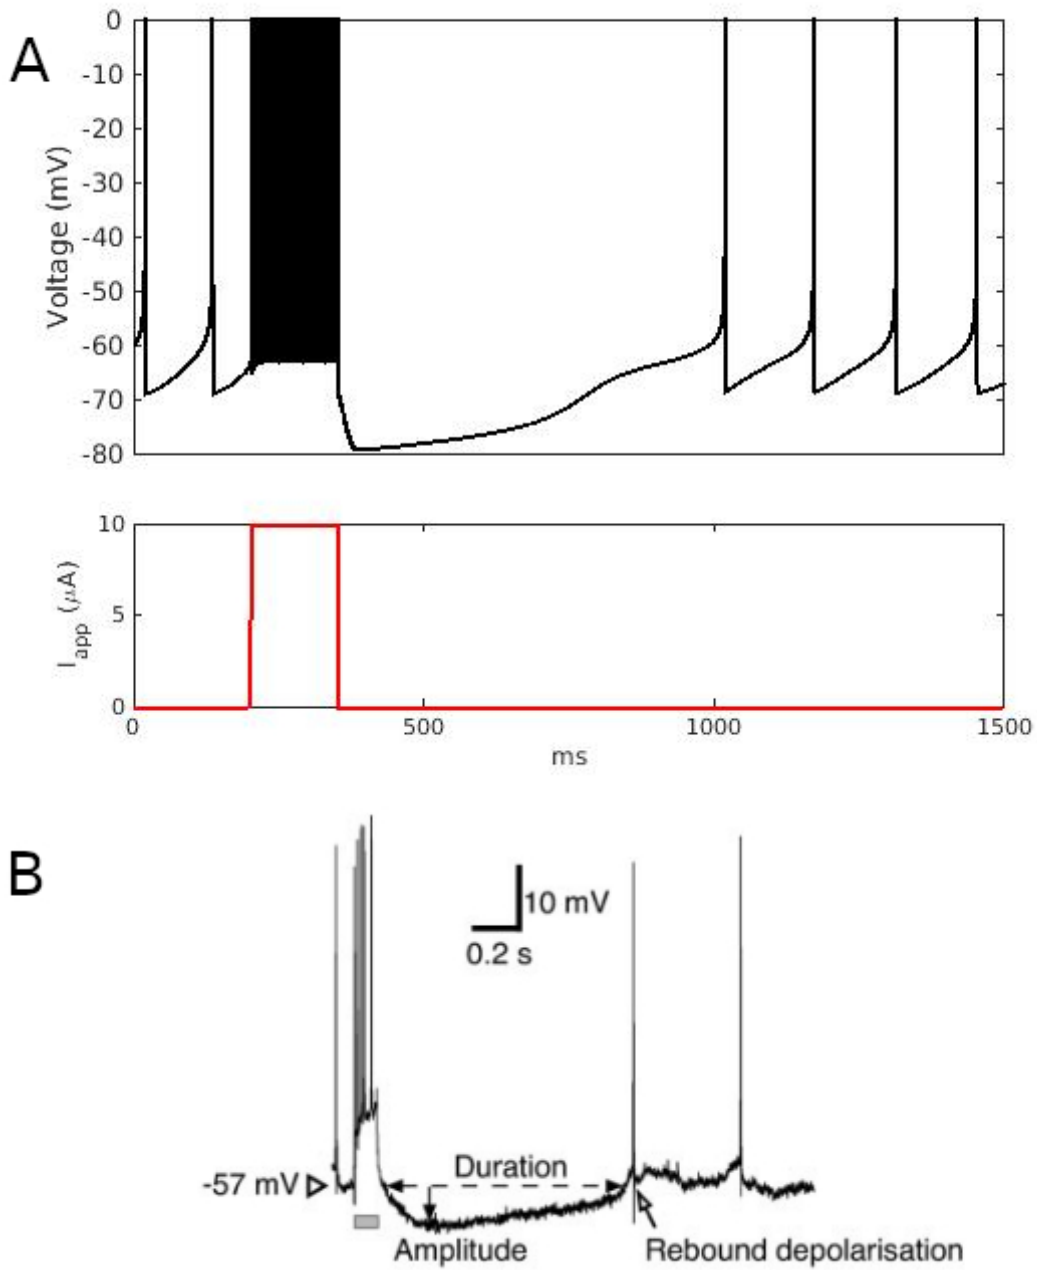 A
0
-10
-20
-30
-40
-50
-60
-70
-80
Voltage (mV)
10
5
0
I_app (μA)
0 500 1000 1500
ms
B
10 mV
0.2 s
-57 mV
Duration
Amplitude
Rebound depolarisation